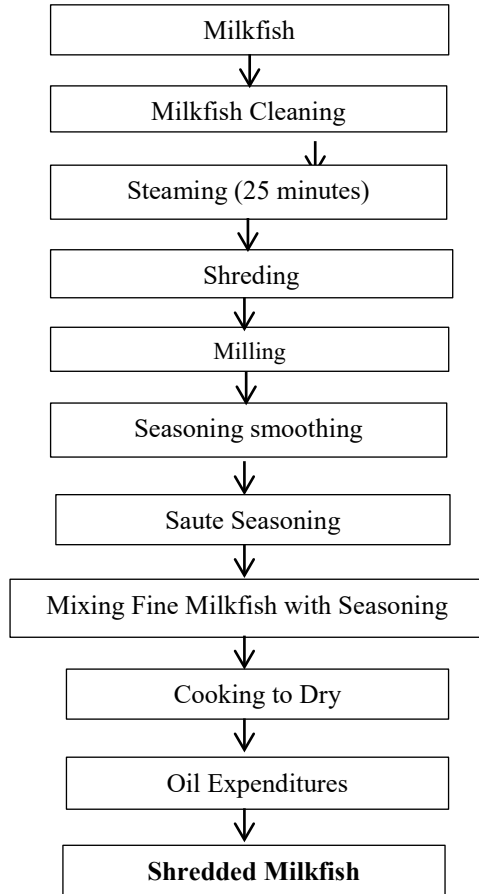 Milkfish
Milkfish Cleaning
Steaming (25 minutes)
Shreding
Milling
Seasoning smoothing
Saute Seasoning
Mixing Fine Milkfish with Seasoning
Cooking to Dry
Oil Expenditures
Shredded Milkfish